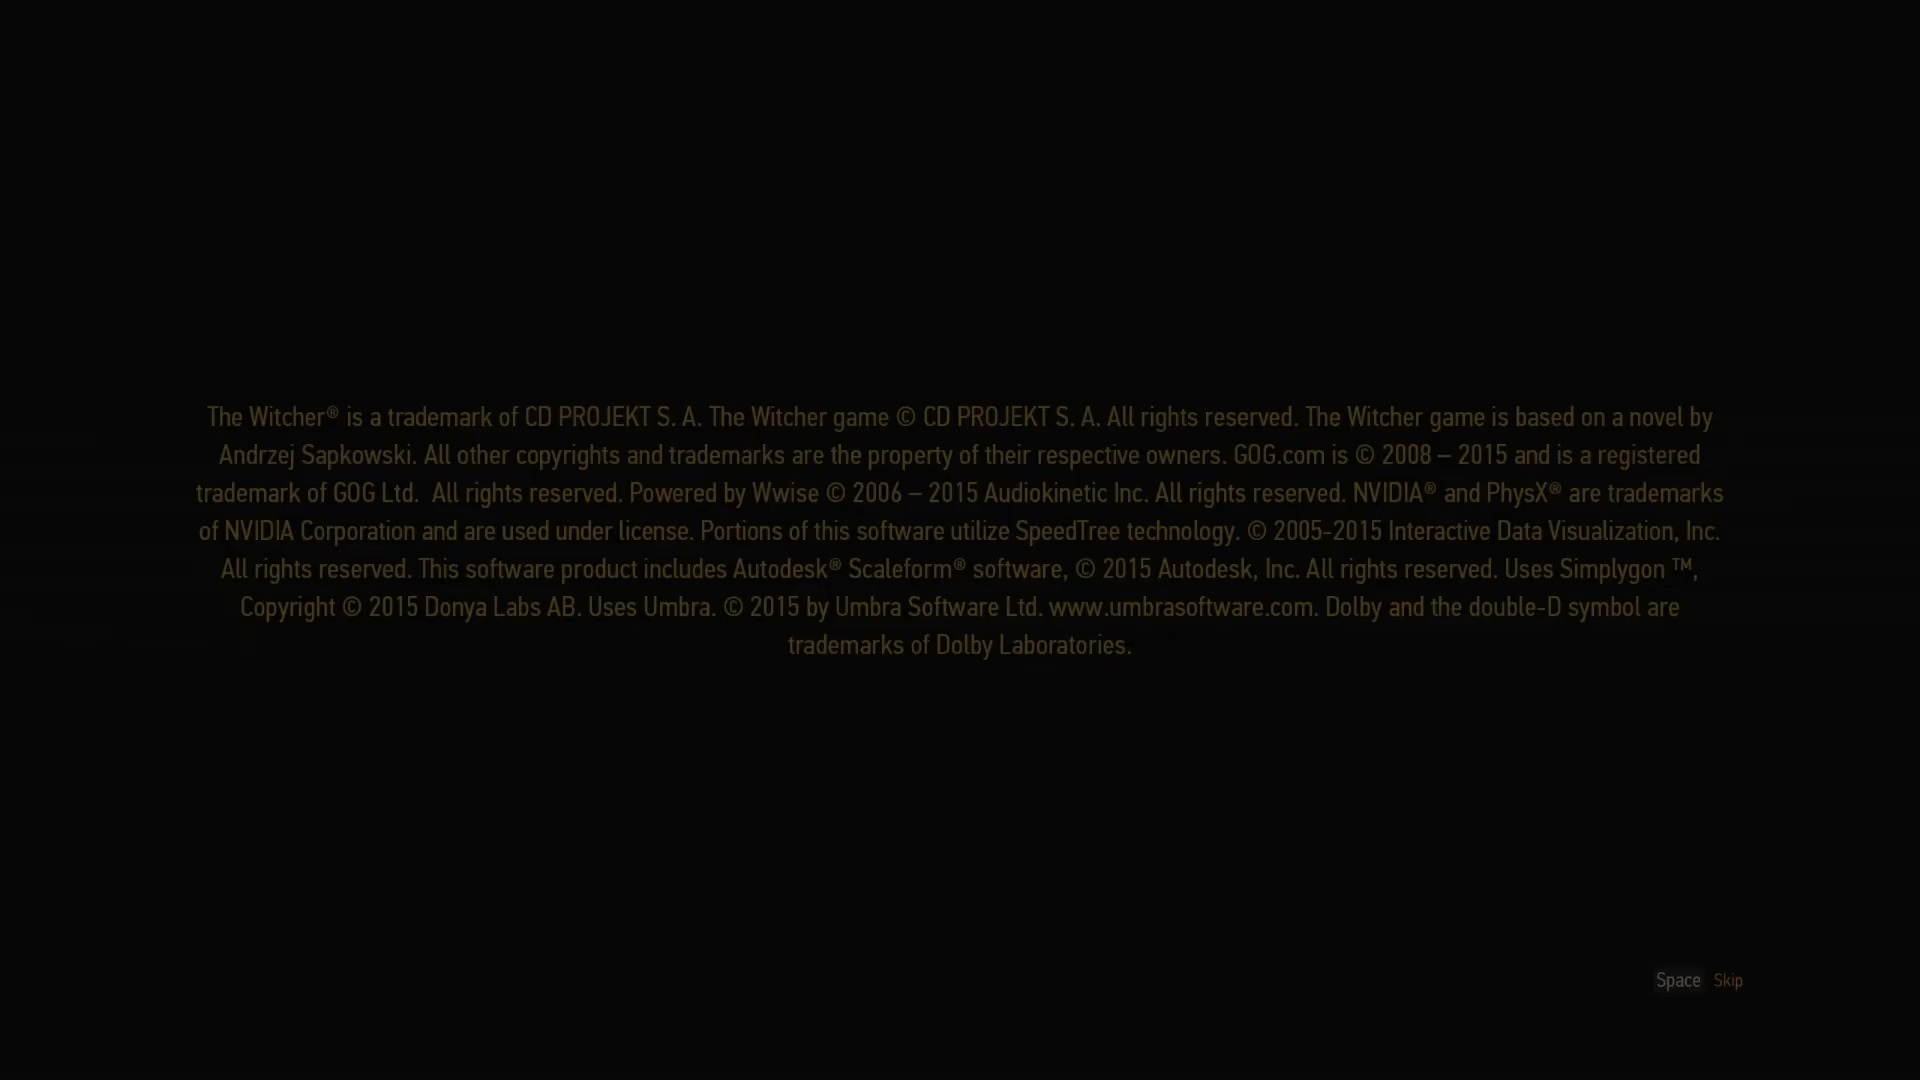 The Witcher® is a trademark of CD PROJEKT S. A. The Witcher game © CD PROJEKT S. A. All rights reserved. The Witcher game is based on a novel by
Andrzej Sapkowski. All other copyrights and trademarks are the property of their respective owners. GOG.com is © 2008 – 2015 and is a registered
trademark of GOG Ltd.  All rights reserved. Powered by Wwise © 2006 – 2015 Audiokinetic Inc. All rights reserved. NVIDIA® and PhysX® are trademarks
of NVIDIA Corporation and are used under license. Portions of this software utilize SpeedTree technology. © 2005-2015 Interactive Data Visualization, Inc.
All rights reserved. This software product includes Autodesk® Scaleform® software, © 2015 Autodesk, Inc. All rights reserved. Uses Simplygon ™,
Copyright © 2015 Donya Labs AB. Uses Umbra. © 2015 by Umbra Software Ltd. www.umbrasoftware.com. Dolby and the double-D symbol are
trademarks of Dolby Laboratories.
Space Skip